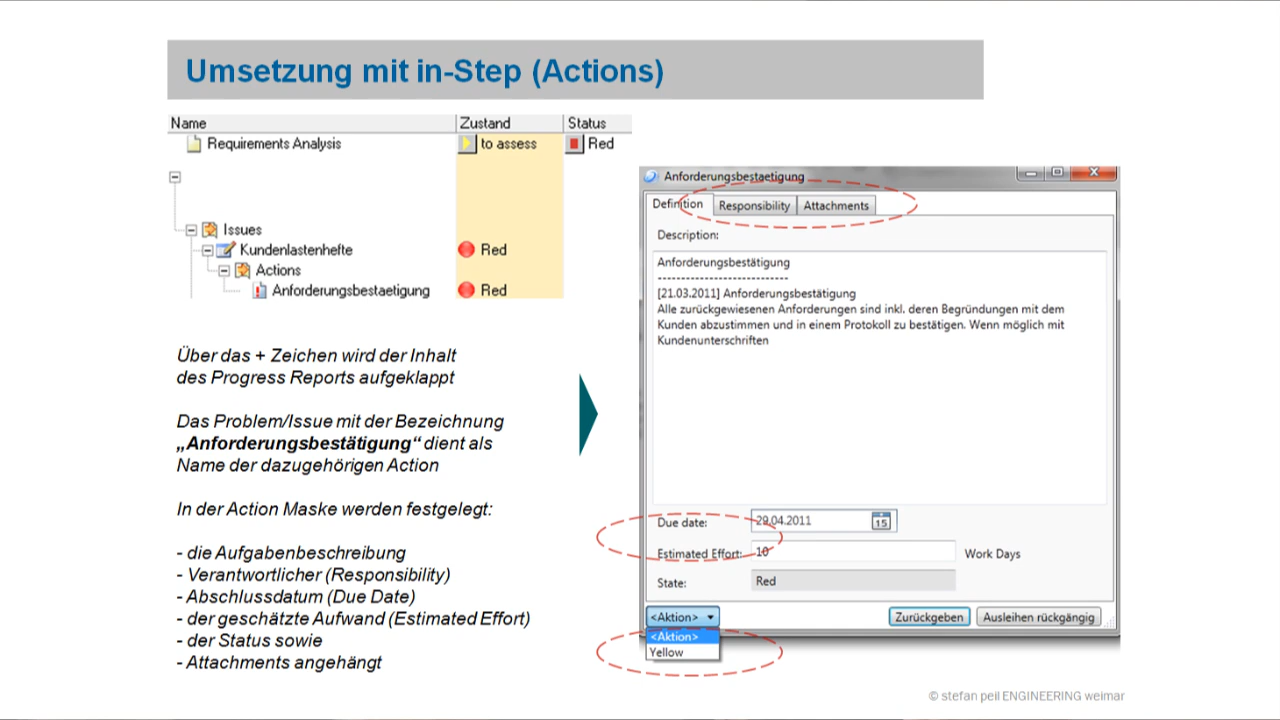 Umsetzung mit in-Step (Actions)
Name Zustand Status
Requirements Analysis to assess Red
Issues
Kundenlastenhefte Red
Actions
Anforderungsbestaetigung Red
Über das + Zeichen wird der Inhalt
des Progress Reports aufgeklappt
Das Problem/Issue mit der Bezeichnung
„Anforderungsbestätigung“ dient als
Name der dazugehörigen Action
In der Action Maske werden festgelegt:
- die Aufgabenbeschreibung
- Verantwortlicher (Responsibility)
- Abschlussdatum (Due Date)
- der geschätzte Aufwand (Estimated Effort)
- der Status sowie
- Attachments angehängt
Anforderungsbestaetigung
Definition Responsibility Attachments
Description:
Anforderungsbestätigung
----------------------------
[21.03.2011] Anforderungsbestätigung
Alle zurückgewiesenen Anforderungen sind inkl. deren Begründungen mit dem
Kunden abzustimmen und in einem Protokoll zu bestätigen. Wenn möglich mit
Kundenunterschriften
Due date: 29.04.2011 15
Estimated Effort: 10 Work Days
State: Red
<Aktion> Zurückgeben Ausleihen rückgängig
<Aktion>
Yellow
© stefan peil ENGINEERING weimar